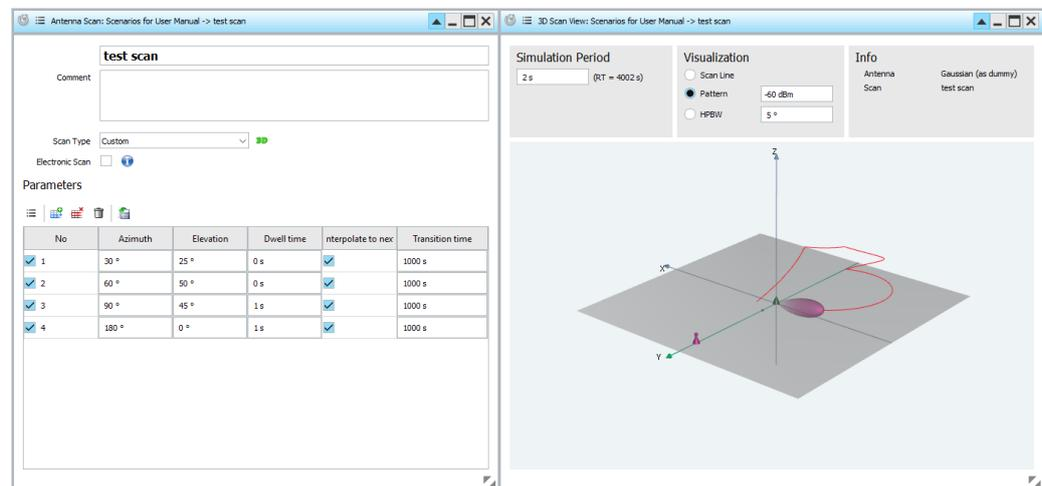 Antenna Scan: Scenarios for User Manual -> test scan
test scan
Comment
Scan Type Custom 3D
Electronic Scan
Parameters
No Azimuth Elevation Dwell time nterpolate to nex Transition time
1 30 ° 25 ° 0 s 1000 s
2 60 ° 50 ° 0 s 1000 s
3 90 ° 45 ° 1 s 1000 s
4 180 ° 0 ° 1 s 1000 s
3D Scan View: Scenarios for User Manual -> test scan
Simulation Period
2 s (RT = 4002 s)
Visualization
Scan Line
Pattern -60 dBm
HPBW 5 °
Info
Antenna Gaussian (as dummy)
Scan test scan
Z
X
Y